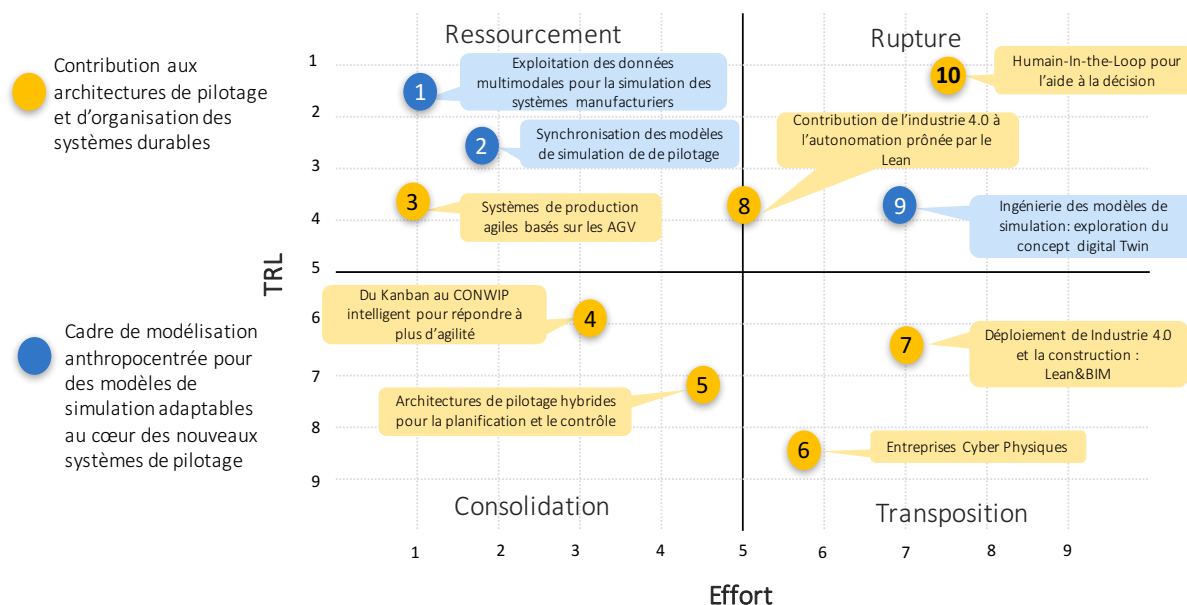 Contribution aux
architectures de pilotage
et d'organisation des
systèmes durables
Cadre de modélisation
anthropocentrée pour
des modèles de
simulation adaptables
au cœur des nouveaux
systèmes de pilotage
Ressourcement
Rupture
1
Exploitation des données
multimodales pour la simulation des
systèmes manufacturiers
10
Humain-In-the-Loop pour
l'aide à la décision
2
Synchronisation des modèles
de simulation de de pilotage
Contribution de l'industrie 4.0 à
l'autonomation prônée par le
Lean
3
Systèmes de production
agiles basés sur les AGV
8
9
Ingénierie des modèles de
simulation: exploration du
concept digital Twin
Du Kanban au CONWIP
intelligent pour répondre à
plus d'agilité
4
7
Déploiement de Industrie 4.0
et la construction :
Lean&BIM
Architectures de pilotage hybrides
pour la planification et le contrôle
5
6
Entreprises Cyber Physiques
Consolidation
Transposition
TRL
1
2
3
4
5
6
7
8
9
1 2 3 4 5 6 7 8 9
Effort